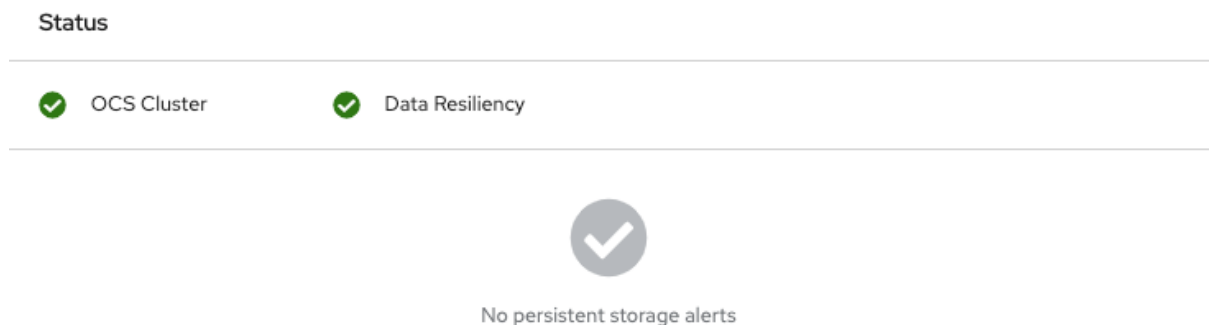 Status
OCS Cluster Data Resiliency
No persistent storage alerts